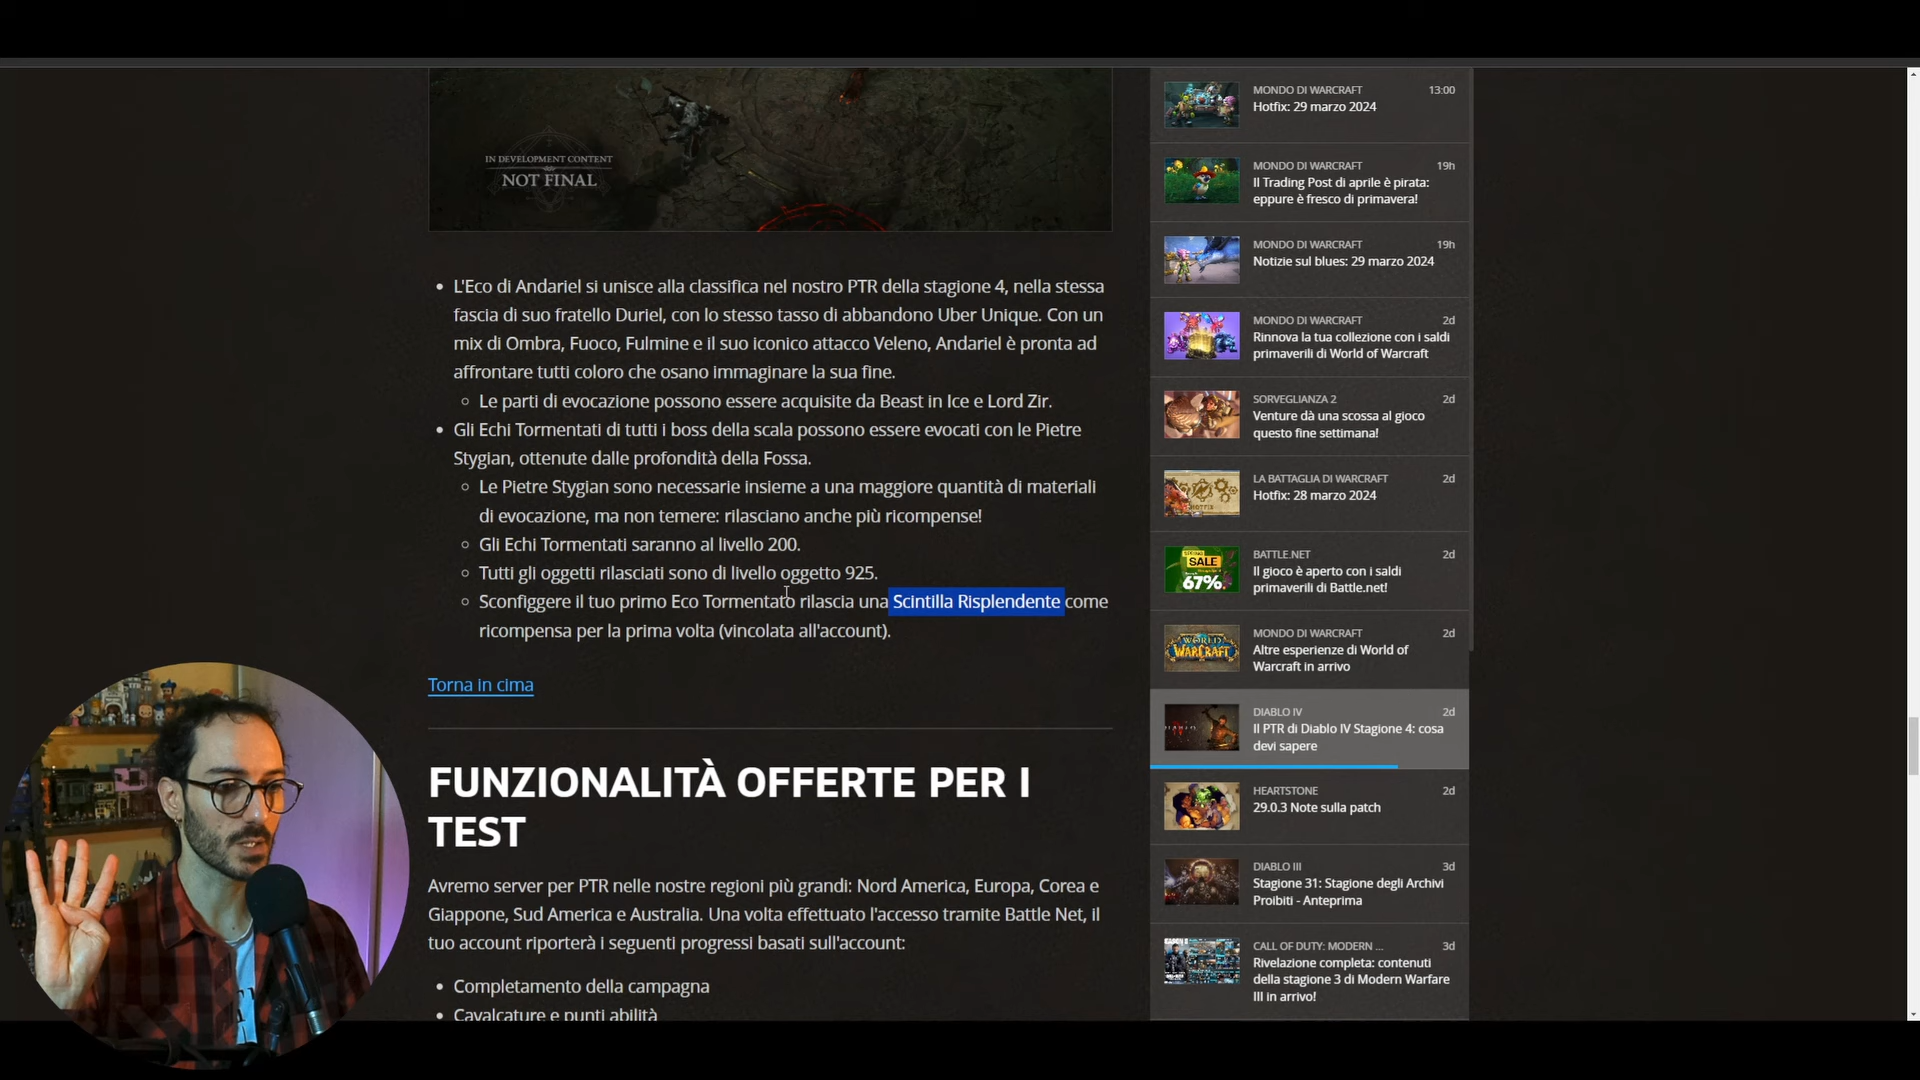 IN DEVELOPMENT CONTENT
NOT FINAL
L'Eco di Andariel si unisce alla classifica nel nostro PTR della stagione 4, nella stessa
fascia di suo fratello Duriel, con lo stesso tasso di abbandono Uber Unique. Con un
mix di Ombra, Fuoco, Fulmine e il suo iconico attacco Veleno, Andariel è pronta ad
affrontare tutti coloro che osano immaginare la sua fine.
Le parti di evocazione possono essere acquisite da Beast in Ice e Lord Zir.
Gli Echi Tormentati di tutti i boss della scala possono essere evocati con le Pietre
Stygian, ottenute dalle profondità della Fossa.
Le Pietre Stygian sono necessarie insieme a una maggiore quantità di materiali
di evocazione, ma non temere: rilasciano anche più ricompense!
Gli Echi Tormentati saranno al livello 200.
Tutti gli oggetti rilasciati sono di livello oggetto 925.
Sconfiggere il tuo primo Eco Tormentato rilascia una Scintilla Risplendente come
ricompensa per la prima volta (vincolata all'account).
Torna in cima
FUNZIONALITÀ OFFERTE PER I
TEST
Avremo server per PTR nelle nostre regioni più grandi: Nord America, Europa, Corea e
Giappone, Sud America e Australia. Una volta effettuato l'accesso tramite Battle Net, il
tuo account riporterà i seguenti progressi basati sull'account:
Completamento della campagna
Cavalcature e punti abilità
MONDO DI WARCRAFT 13:00
Hotfix: 29 marzo 2024
MONDO DI WARCRAFT 19h
Il Trading Post di aprile è pirata:
eppure è fresco di primavera!
MONDO DI WARCRAFT 19h
Notizie sul blues: 29 marzo 2024
MONDO DI WARCRAFT 2d
Rinnova la tua collezione con i saldi
primaverili di World of Warcraft
SORVEGLIANZA 2 2d
Venture dà una scossa al gioco
questo fine settimana!
LA BATTAGLIA DI WARCRAFT 2d
HOTFIX
Hotfix: 28 marzo 2024
BATTLE.NET 2d
SALE
67%
Il gioco è aperto con i saldi
primaverili di Battle.net!
MONDO DI WARCRAFT 2d
WARCRAFT
Altre esperienze di World of
Warcraft in arrivo
DIABLO IV 2d
Il PTR di Diablo IV Stagione 4: cosa
devi sapere
HEARTSTONE 2d
29.0.3 Note sulla patch
DIABLO III 3d
Stagione 31: Stagione degli Archivi
Proibiti - Anteprima
CALL OF DUTY: MODERN ... 3d
Rivelazione completa: contenuti
della stagione 3 di Modern Warfare
III in arrivo!